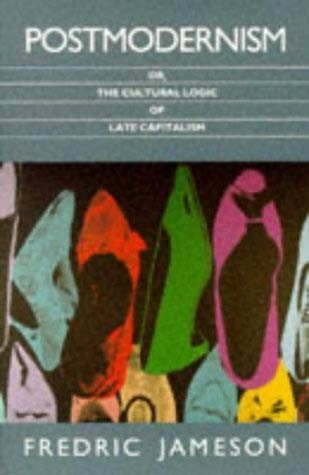 POSTMODERNISM
OR,
THE CULTURAL LOGIC
OF
LATE CAPITALISM
FREDRIC JAMESON